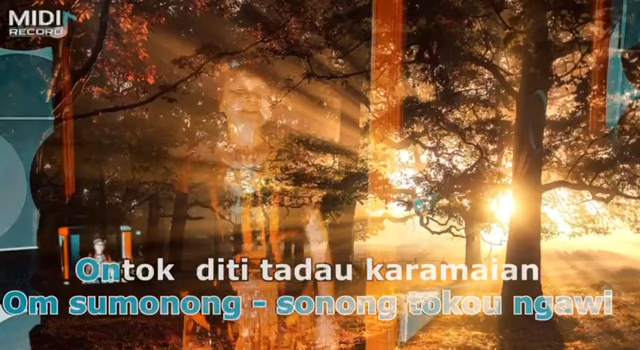 MIDI
RECORD
Ontok diti tadau karamaian
Om sumonong - sonong tokou ngawi